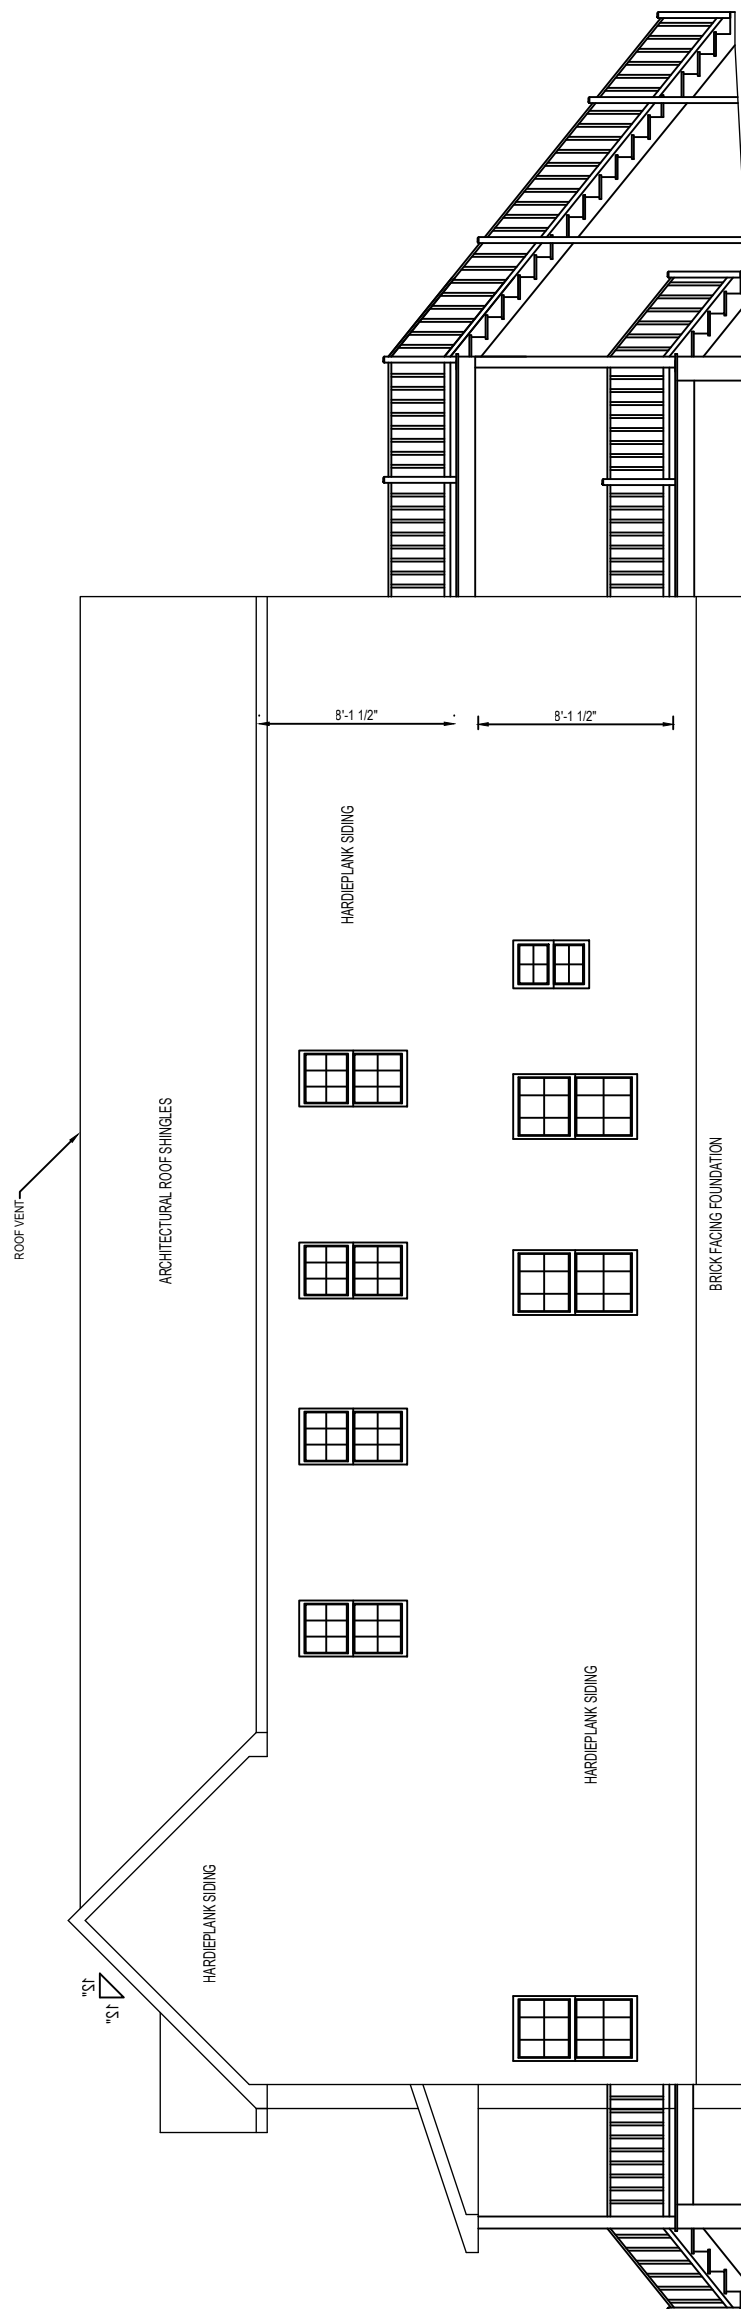 ROOF VENT
ARCHITECTURAL ROOF SHINGLES
8'-1 1/2"
8'-1 1/2"
HARDIEPLANK SIDING
HARDIEPLANK SIDING
HARDIEPLANK SIDING
BRICK FACING FOUNDATION
12"
12"